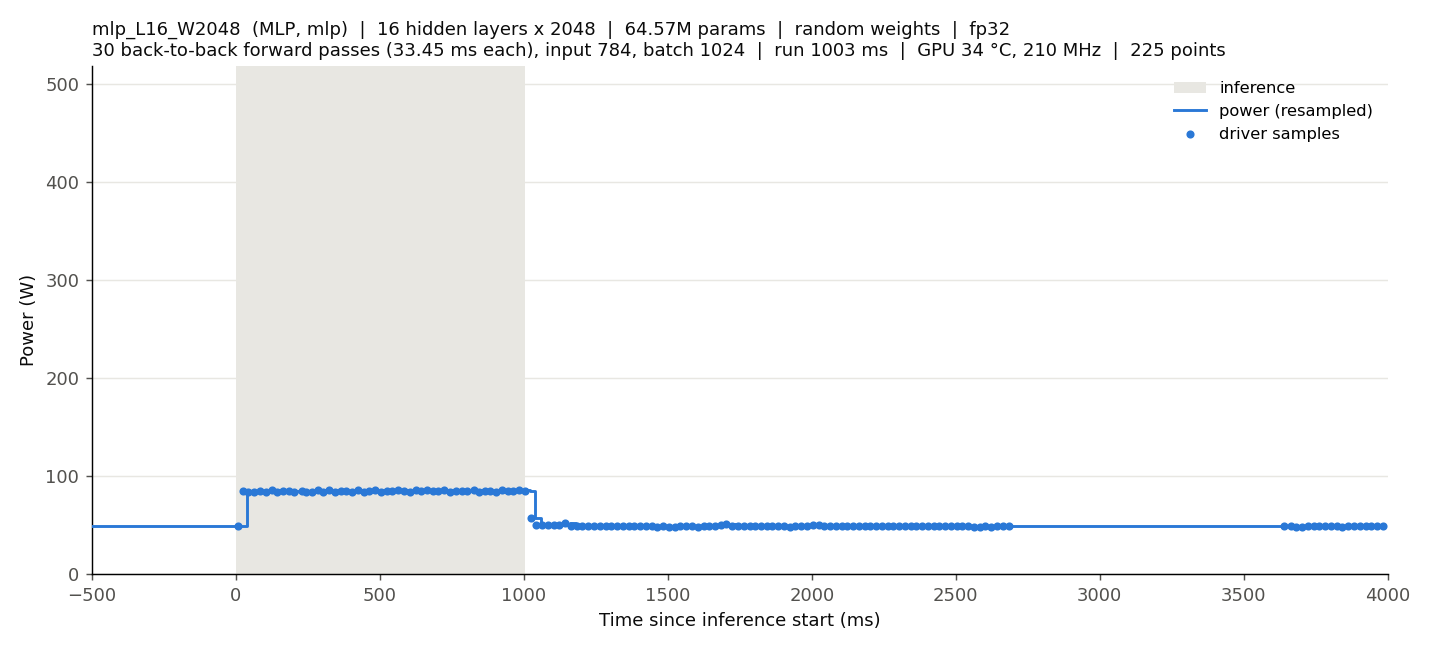 mlp_L16_W2048  (MLP, mlp)  |  16 hidden layers x 2048  |  64.57M params  |  random weights  |  fp32
30 back-to-back forward passes (33.45 ms each), input 784, batch 1024  |  run 1003 ms  |  GPU 34 °C, 210 MHz  |  225 points
inference
power (resampled)
driver samples
Power (W)
500
400
300
200
100
0
−500
0
500
1000
1500
2000
2500
3000
3500
4000
Time since inference start (ms)